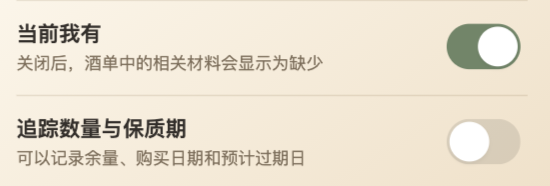 当前我有
关闭后，酒单中的相关材料会显示为缺少
追踪数量与保质期
可以记录余量、购买日期和预计过期日